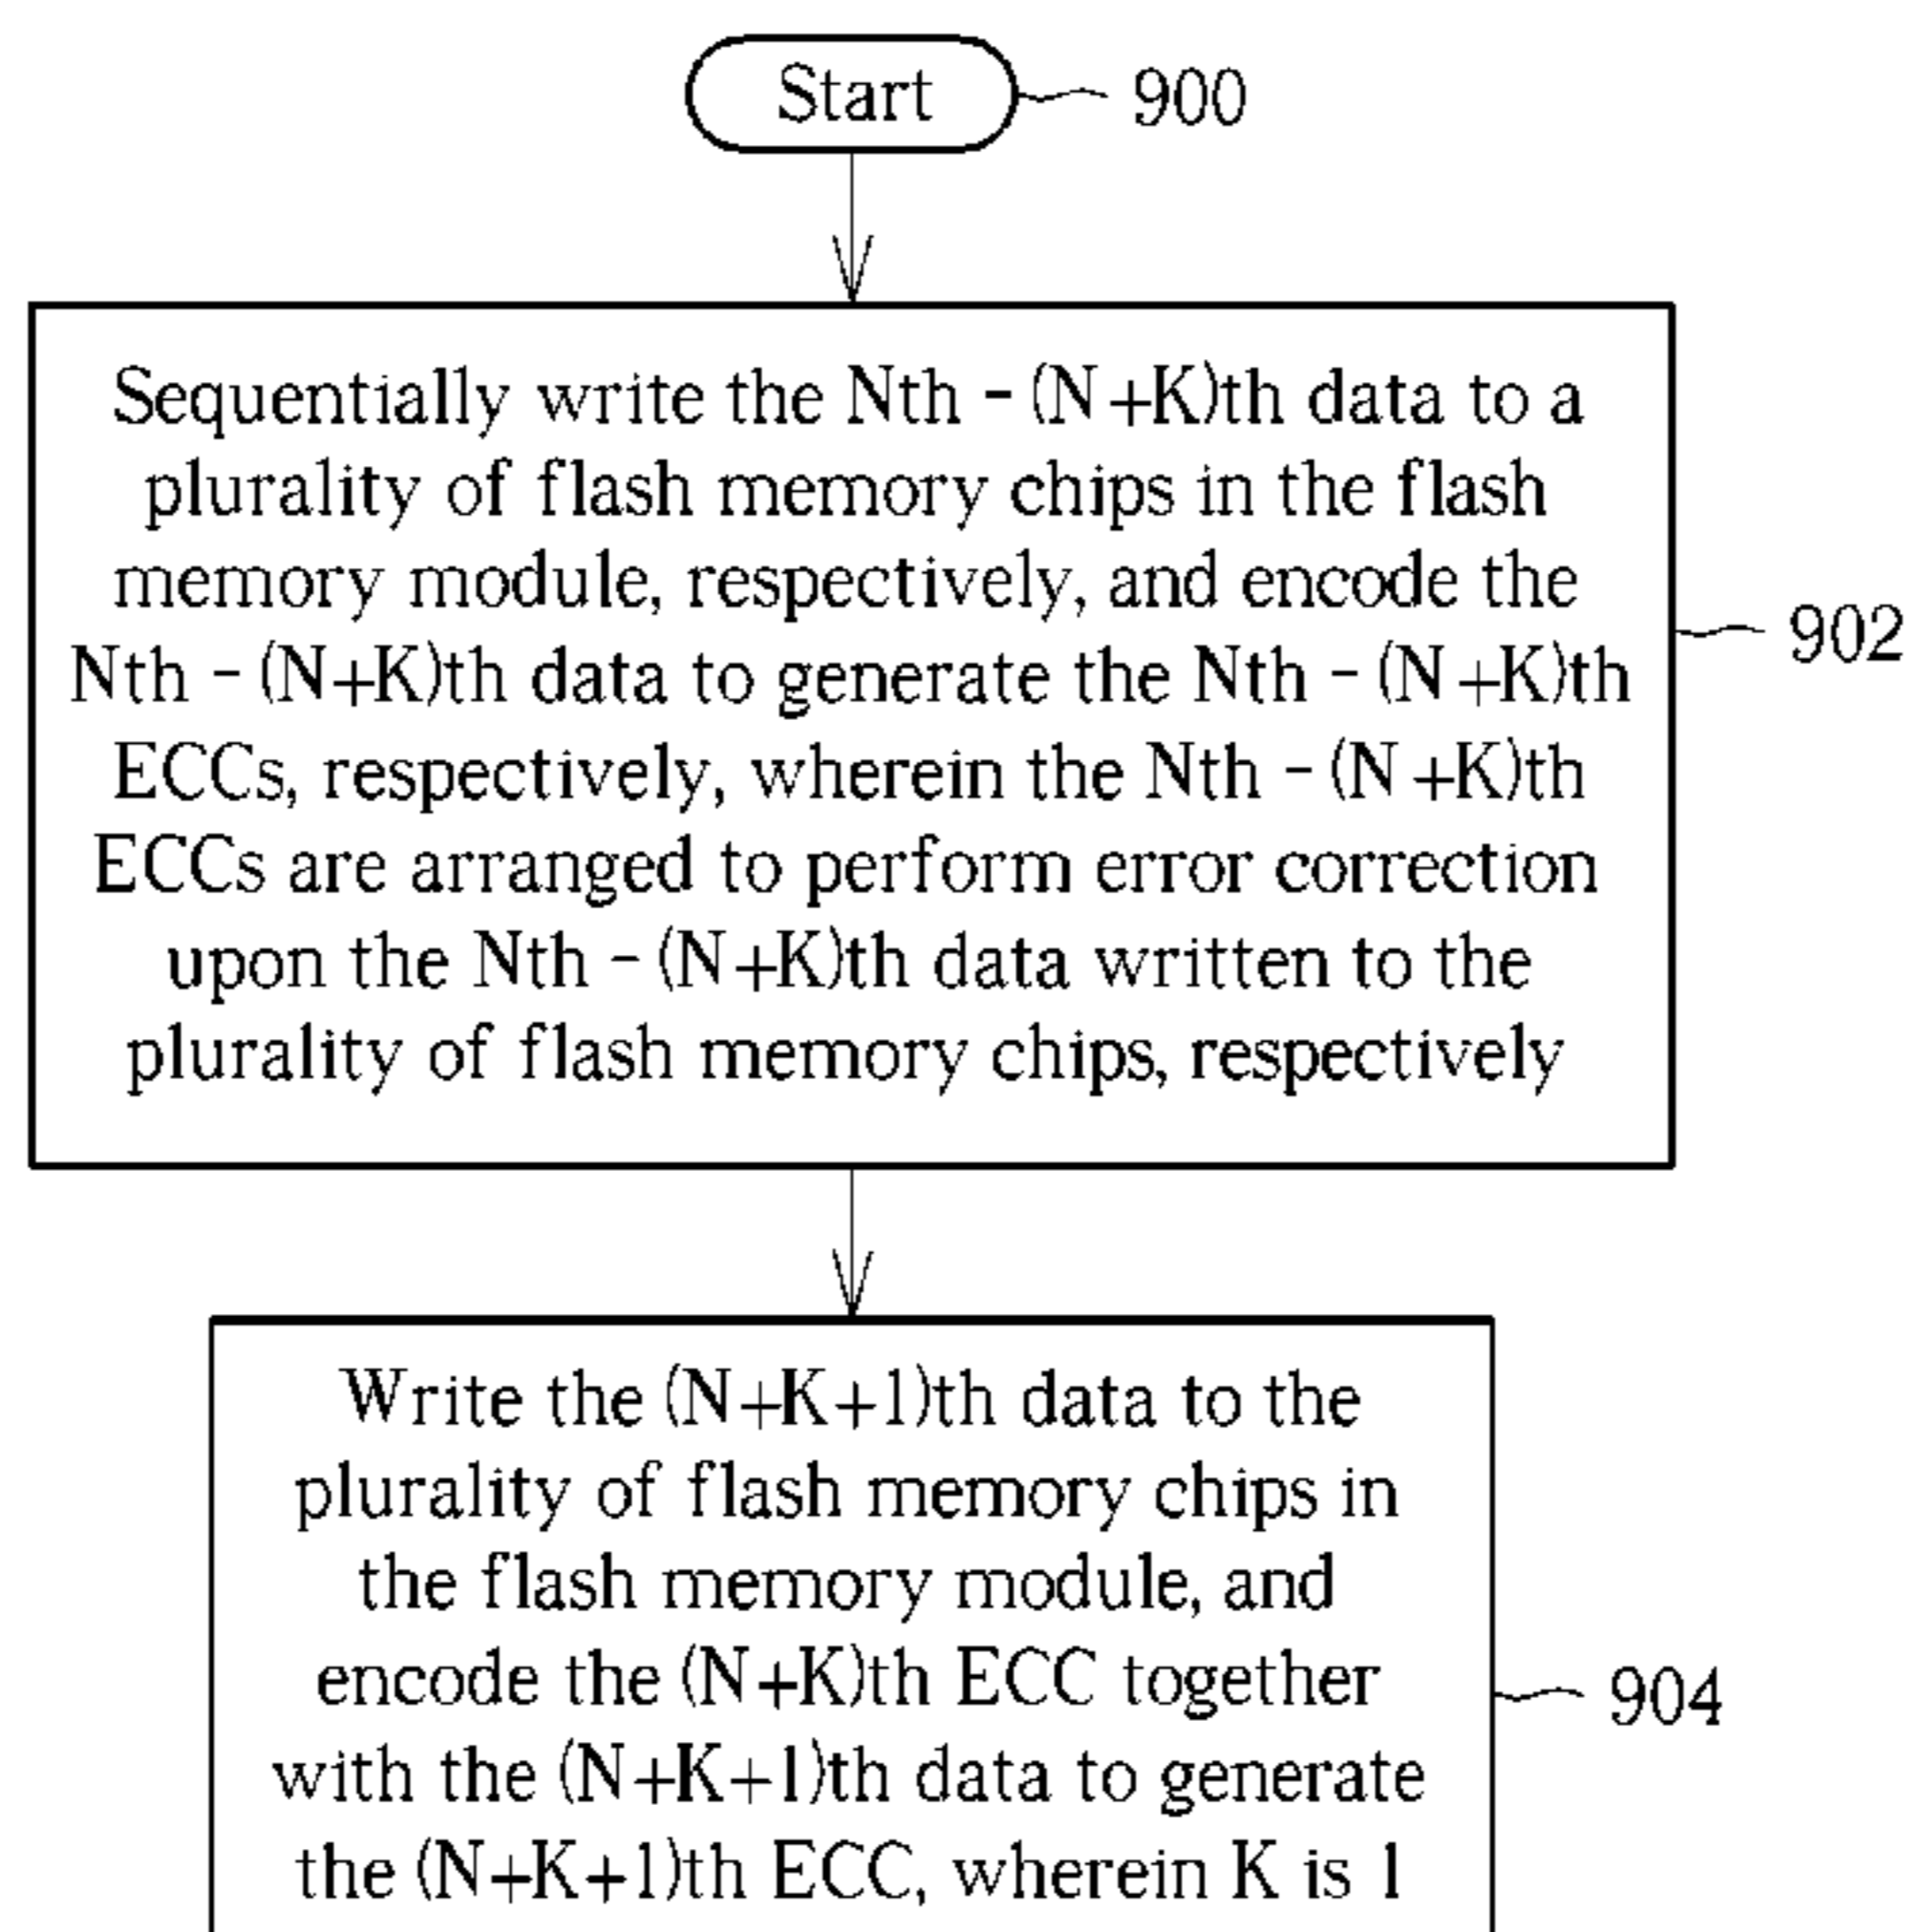 Start
900
Sequentially write the Nth - (N+K)th data to a
plurality of flash memory chips in the flash
memory module, respectively, and encode the
Nth - (N+K)th data to generate the Nth - (N+K)th
ECCs, respectively, wherein the Nth - (N+K)th
ECCs are arranged to perform error correction
upon the Nth - (N+K)th data written to the
plurality of flash memory chips, respectively
902
Write the (N+K+1)th data to the
plurality of flash memory chips in
the flash memory module, and
encode the (N+K)th ECC together
with the (N+K+1)th data to generate
the (N+K+1)th ECC, wherein K is 1
904